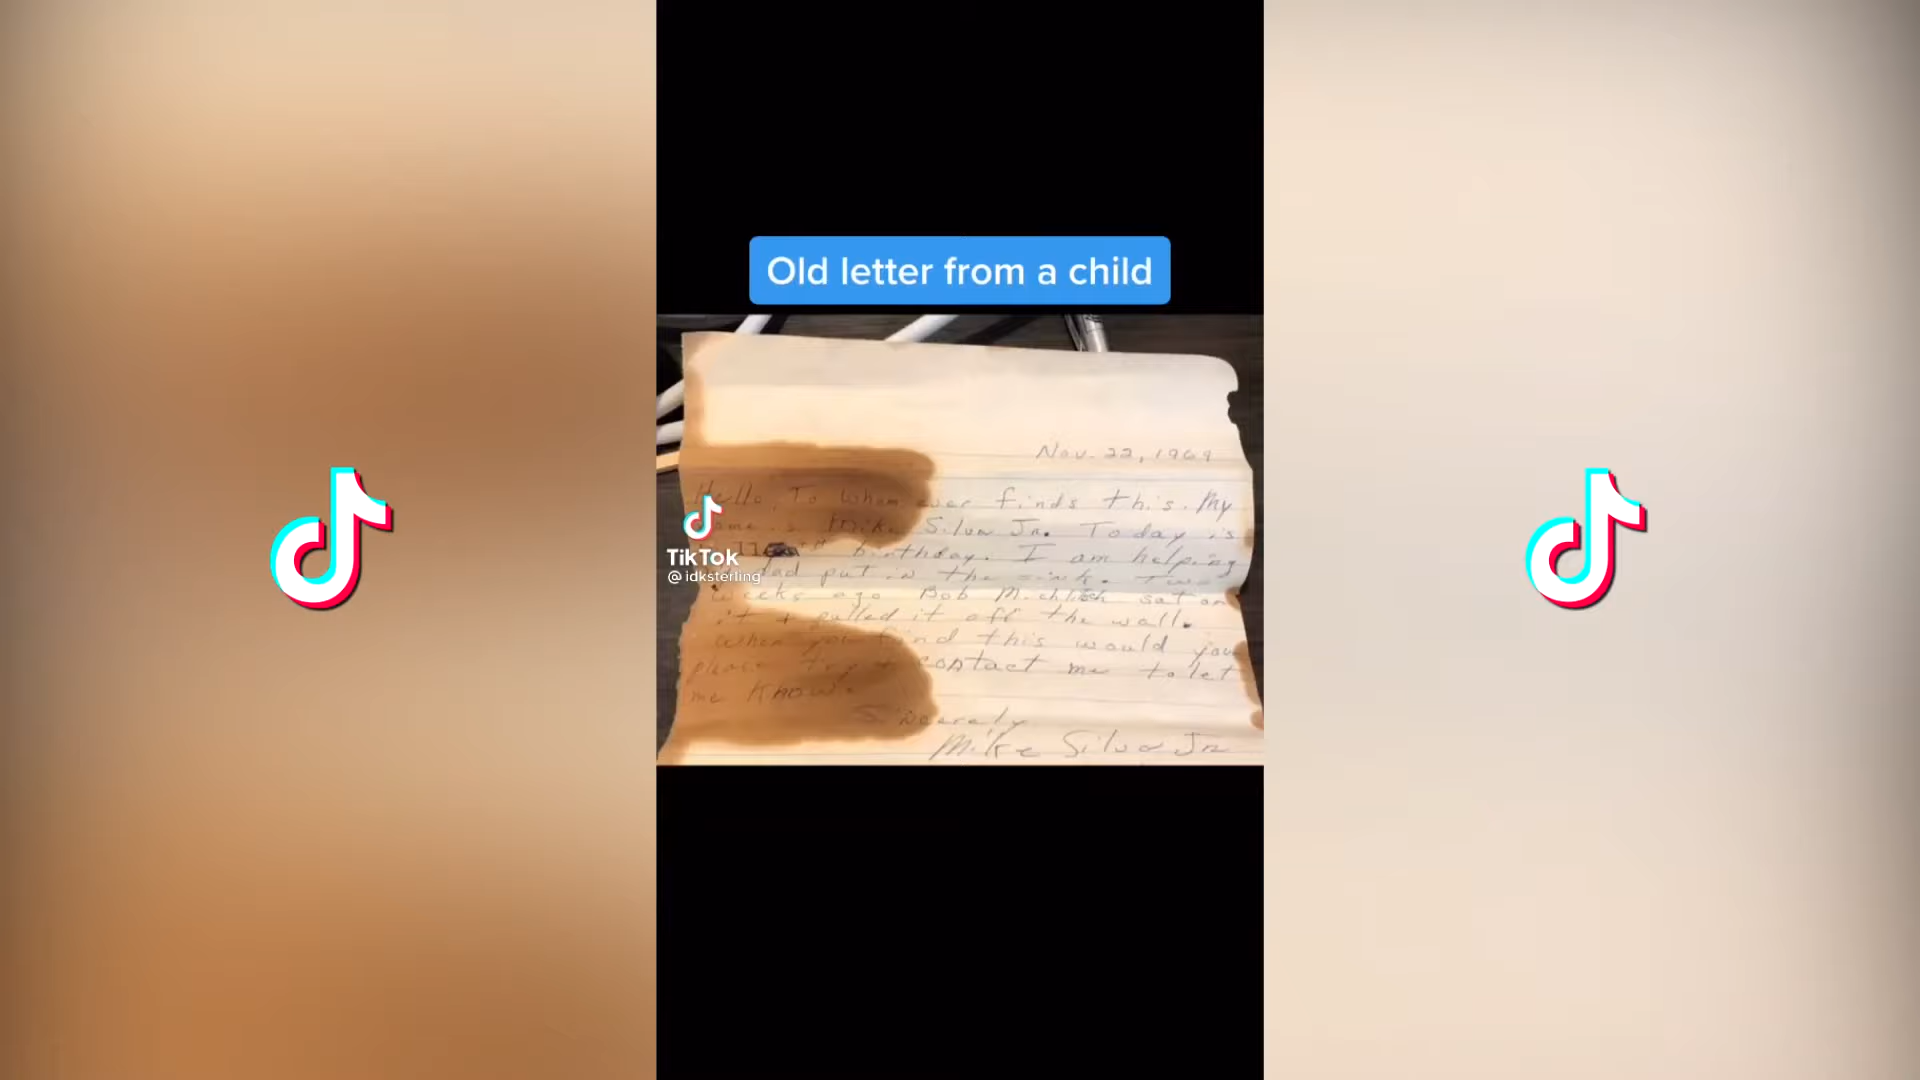 Old letter from a child
Nov. 22, 1969
Hello, To whom ever finds this. My
name is Mike Silva Jr. Today is
11 th birthday. I am helping
dad put in the sink. Two
weeks ago Bob sat on
it + pulled it off the wall.
When you find this would you
please try + contact me to let
me know.
Sincerely
Mike Silva Jr
TikTok
@idksterling